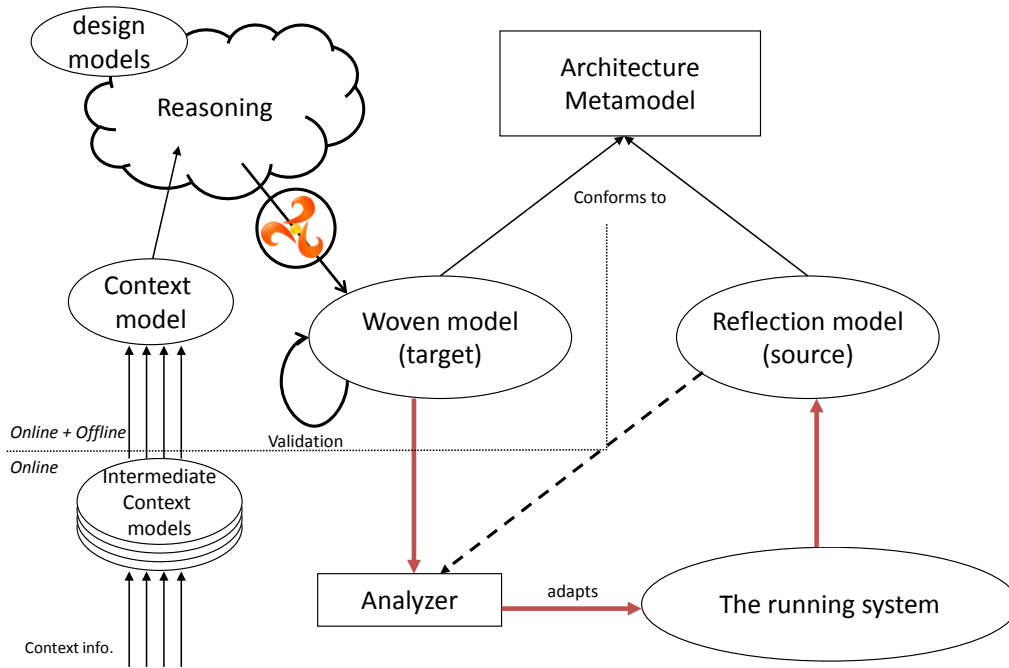 design
models
Reasoning
Architecture
Metamodel
Conforms to
Context
model
Woven model
(target)
Reflection model
(source)
Online + Offline
Validation
Online
Intermediate
Context
models
Analyzer
adapts
The running system
Context info.